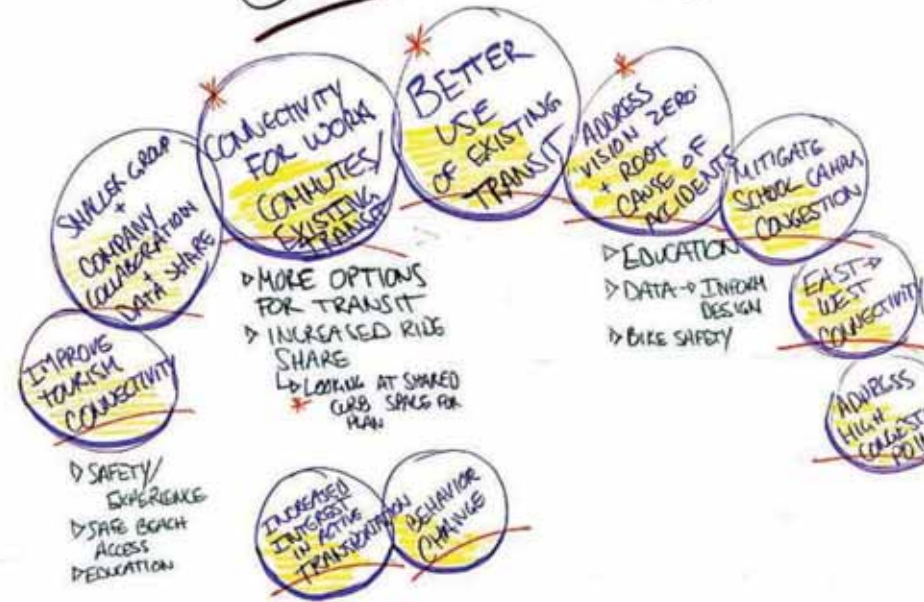 IMPROVE
TOURISM
CONNECTIVITY
▷ SAFETY/
EXPERIENCE
▷ SAFE BEACH
ACCESS
▷ EDUCATION
SMALLER GROUP
+
COMPANY
COLLABORATION
+
DATA SHARE
* CONNECTIVITY
FOR WORK
COMMUTES/
EXISTING
TRANSIT
▷ MORE OPTIONS
FOR TRANSIT
▷ INCREASED RIDE
SHARE
↳ LOOKING AT SHARED
* CURB SPACE FOR
PLAN
* BETTER
USE
OF EXISTING
TRANSIT
* ADDRESS
VISION ZERO:
+ ROOT
CAUSE OF
ACCIDENTS
▷ EDUCATION
▷ DATA → INFORM
DESIGN
▷ BIKE SAFETY
MITIGATE
SCHOOL
CONGESTION
EAST →
WEST
CONNECTIVITY
ADDRESS
HIGH
CONGEST
POIN
INCREASED
INTEREST
IN ACTIVE
TRANSPORTATION
BEHAVIOR
CHANGE